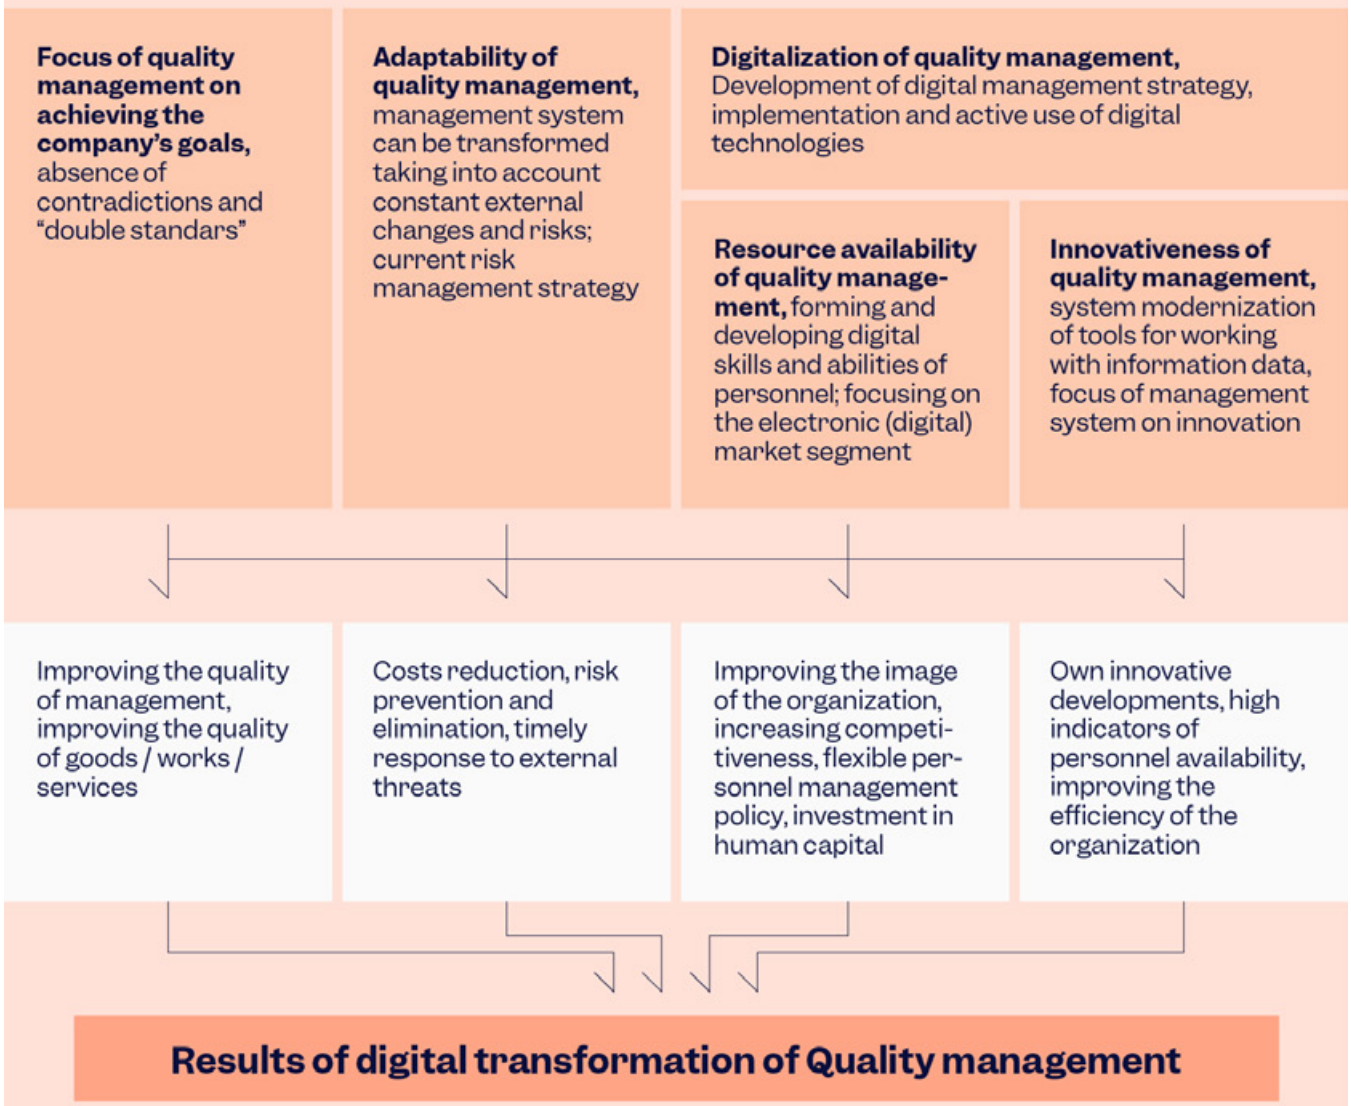 Focus of quality
management on
achieving the
company's goals,
absence of
contradictions and
“double standars”
Adaptability of
quality management,
management system
can be transformed
taking into account
constant external
changes and risks;
current risk
management strategy
Digitalization of quality management,
Development of digital management strategy,
implementation and active use of digital
technologies
Resource availability
of quality manage-
ment, forming and
developing digital
skills and abilities of
personnel; focusing on
the electronic (digital)
market segment
Innovativeness of
quality management,
system modernization
of tools for working
with information data,
focus of management
system on innovation
Improving the quality
of management,
improving the quality
of goods / works /
services
Costs reduction, risk
prevention and
elimination, timely
response to external
threats
Improving the image
of the organization,
increasing competi-
tiveness, flexible per-
sonnel management
policy, investment in
human capital
Own innovative
developments, high
indicators of
personnel availability,
improving the
efficiency of the
organization
Results of digital transformation of Quality management